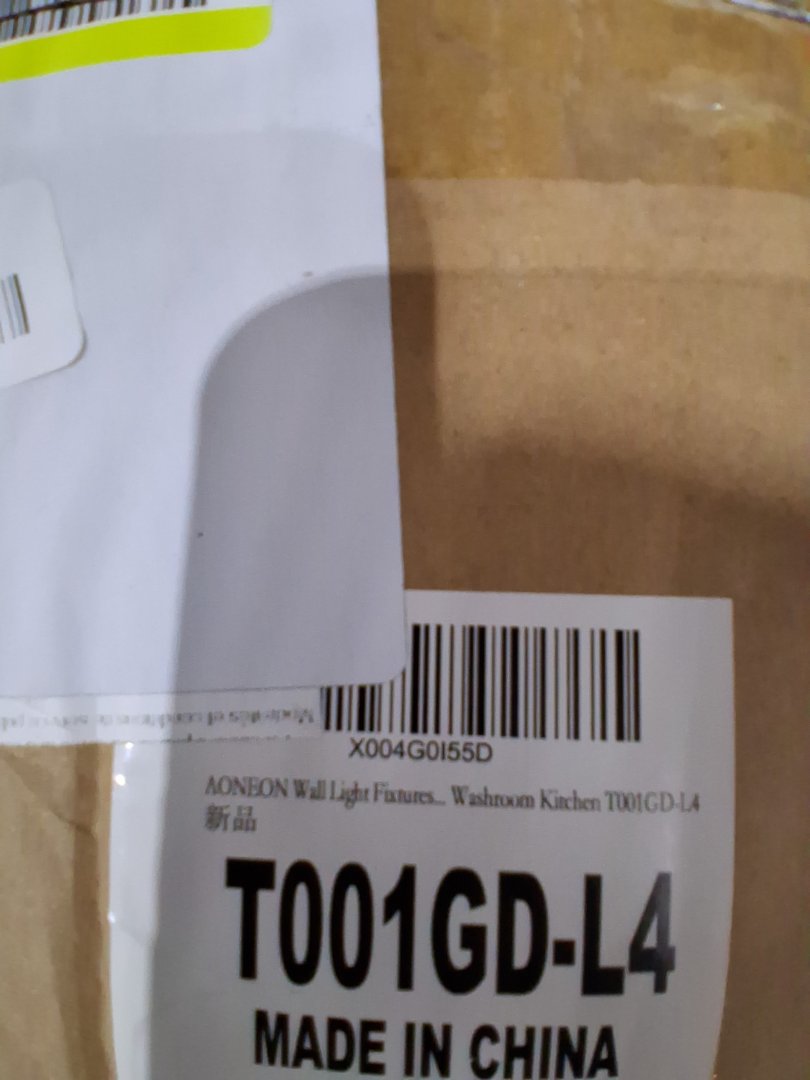 X004G0I55D
AONEON Wall Light Fixtures... Washroom Kitchen T001GD-L4
新品
T001GD-L4
MADE IN CHINA